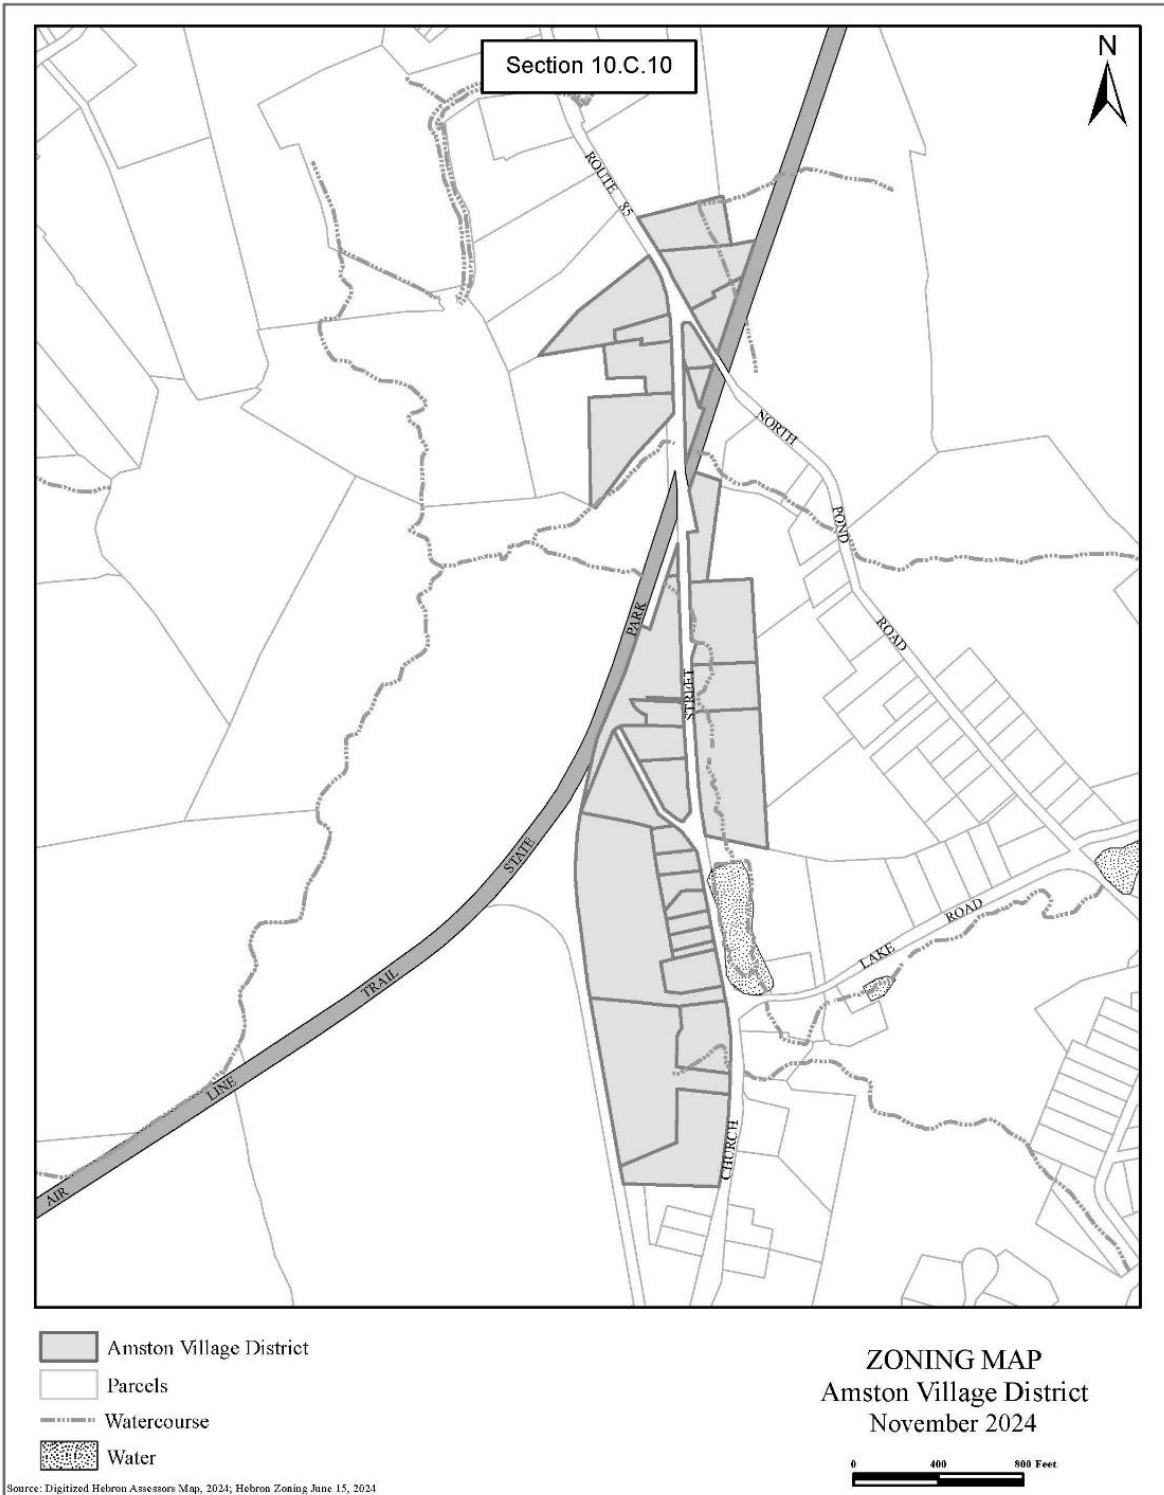 Section 10.C.10
N
ROUTE 85
NORTH
POND
ROAD
PARK
STREET
STATE
ROAD
LAKE
TRAIL
LINE
CHURCH
AIR
Amston Village District
Parcels
Watercourse
Water
ZONING MAP
Amston Village District
November 2024
0 400 800 Feet
Source: Digitized Hebron Assessors Map, 2024; Hebron Zoning June 15, 2024